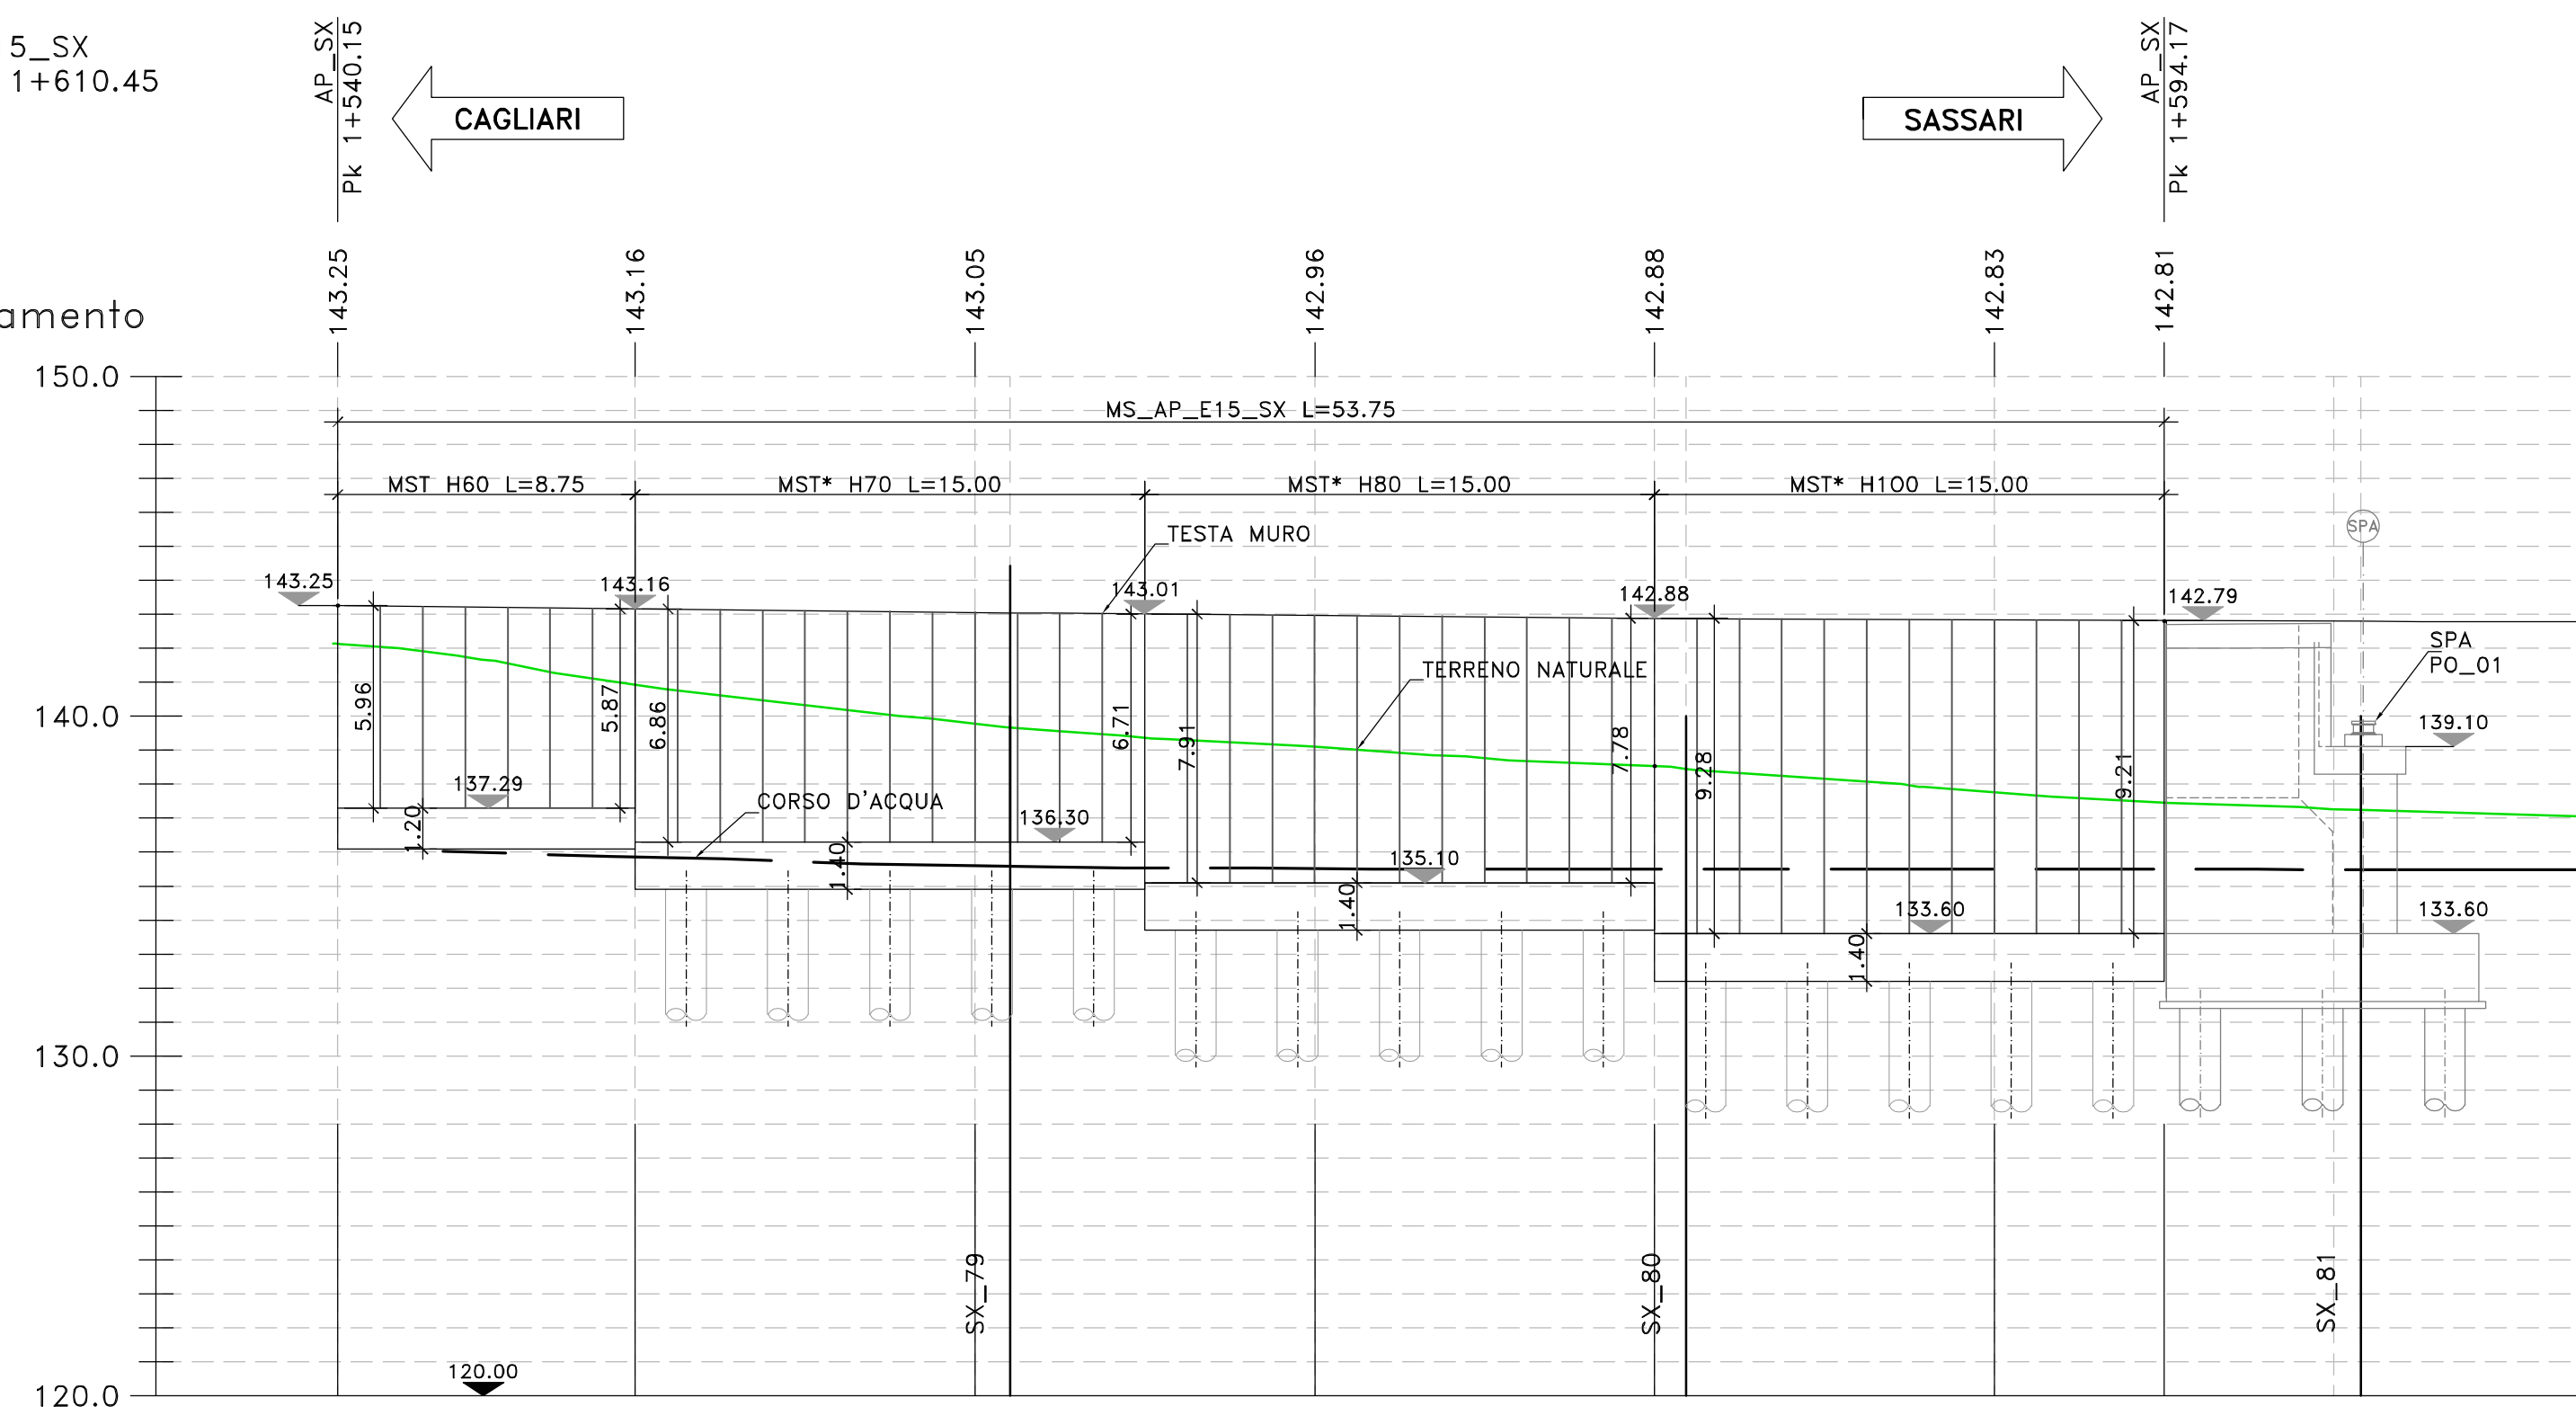 5_SX
1+610.45
AP_SX
Pk 1+540.15
CAGLIARI
SASSARI
AP_SX
Pk 1+594.17
amento
143.25
143.16
143.05
142.96
142.88
142.83
142.81
150.0
MS_AP_E15_SX L=53.75
MST H60 L=8.75
MST* H70 L=15.00
MST* H80 L=15.00
MST* H100 L=15.00
TESTA MURO
SPA
143.25
143.16
143.01
142.88
142.79
SPA
PO_01
TERRENO NATURALE
140.0
5.96
5.87
6.86
6.71
7.91
7.78
9.28
9.21
139.10
137.29
CORSO D'ACQUA
136.30
1.20
1.40
135.10
1.40
133.60
1.40
133.60
130.0
SX_79
SX_80
SX_81
120.00
120.0